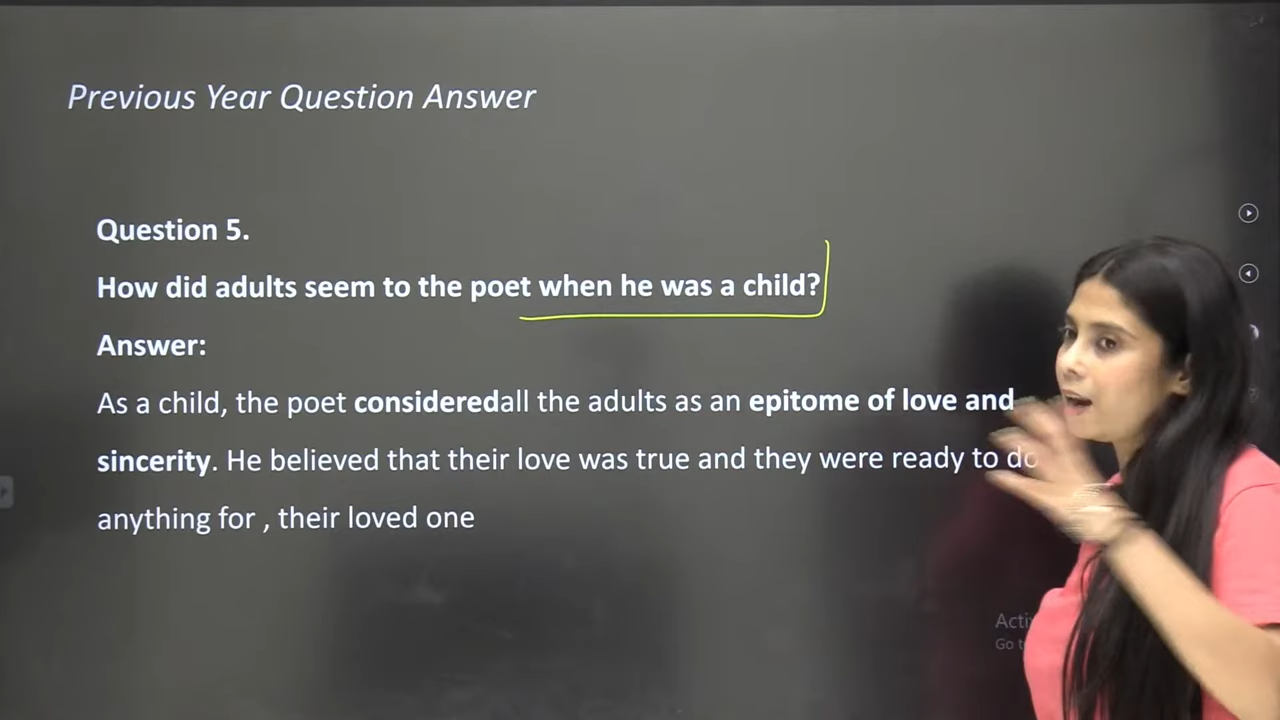 Previous Year Question Answer
Question 5.
How did adults seem to the poet when he was a child?
Answer:
As a child, the poet consideredall the adults as an epitome of love and
sincerity. He believed that their love was true and they were ready to do
anything for , their loved one